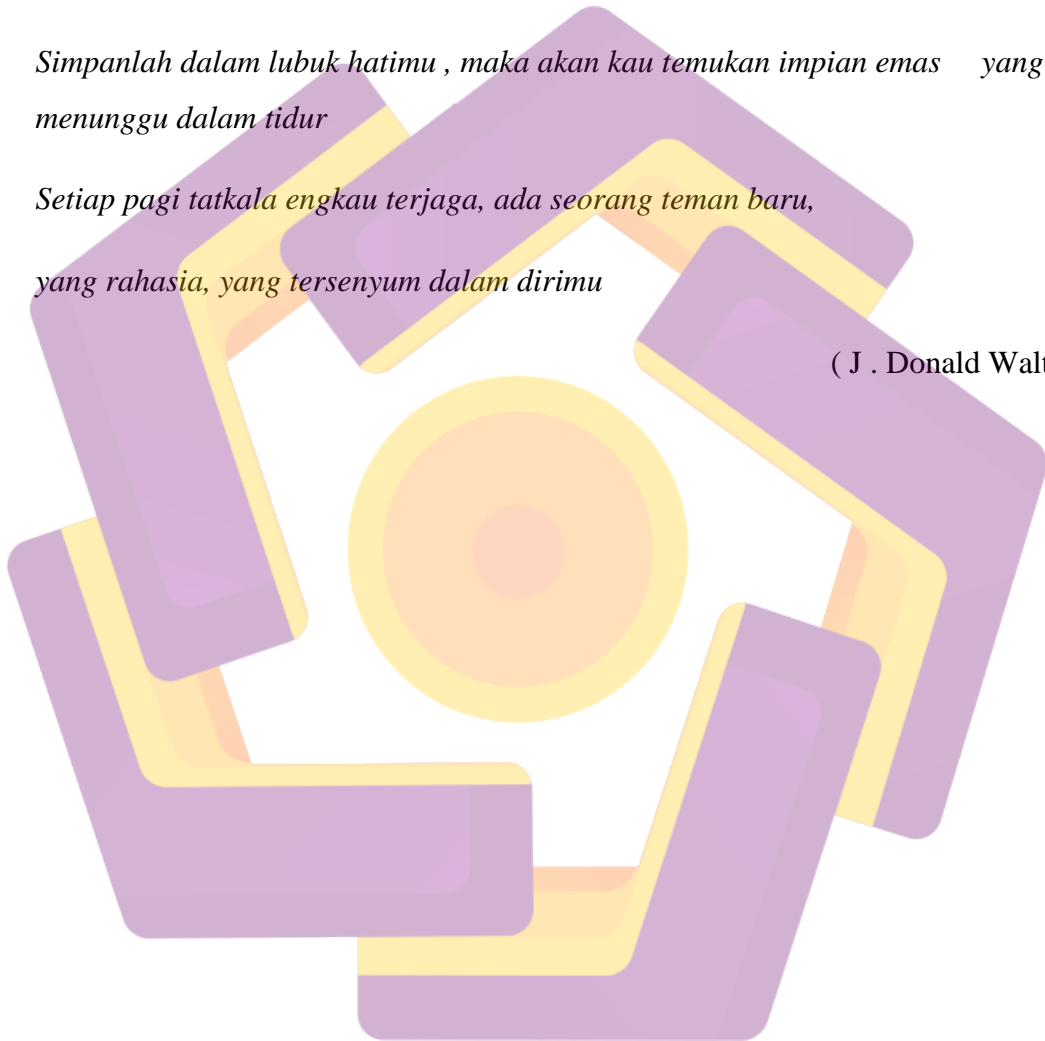 Simpanlah dalam lubuk hatimu , maka akan kau temukan impian emas yang
menunggu dalam tidur
Setiap pagi tatkala engkau terjaga, ada seorang teman baru,
yang rahasia, yang tersenyum dalam dirimu
( J . Donald